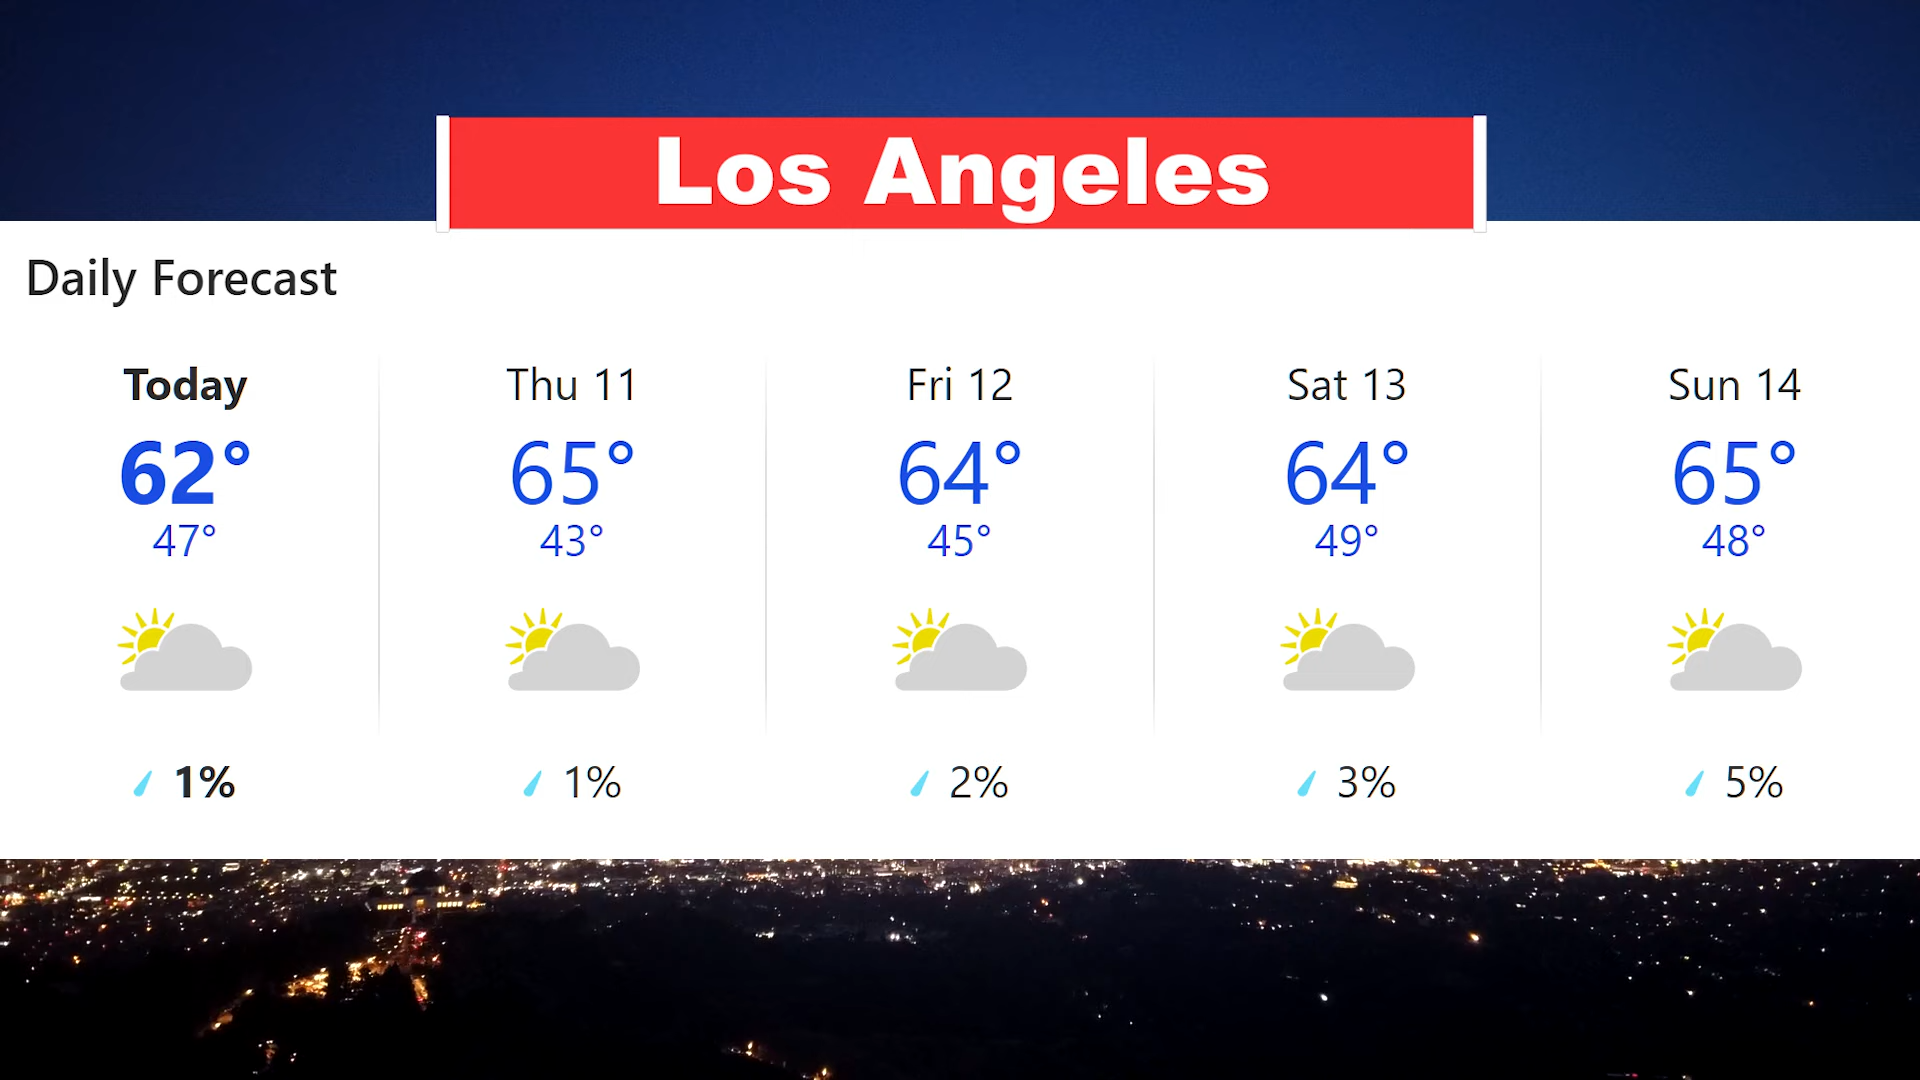 Los Angeles
Daily Forecast
Today
62°
47°
1%
Thu 11
65°
43°
1%
Fri 12
64°
45°
2%
Sat 13
64°
49°
3%
Sun 14
65°
48°
5%